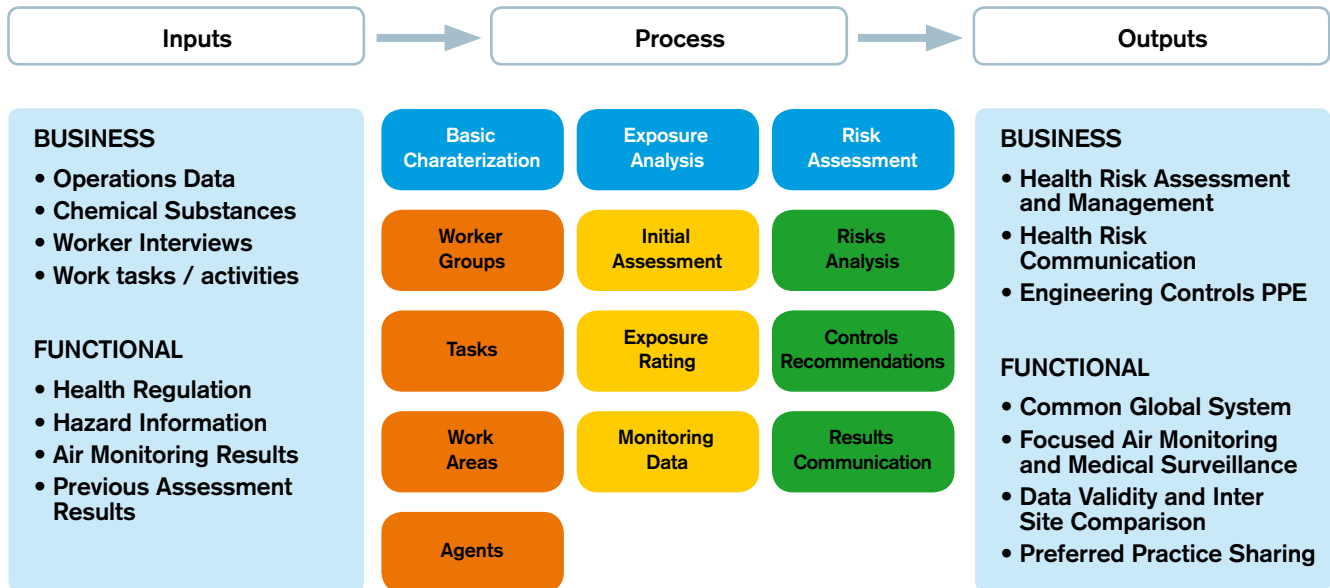 Inputs
Process
Outputs
BUSINESS
• Operations Data
• Chemical Substances
• Worker Interviews
• Work tasks / activities
FUNCTIONAL
• Health Regulation
• Hazard Information
• Air Monitoring Results
• Previous Assessment
Results
Basic
Charaterization
Worker
Groups
Tasks
Work
Areas
Agents
Exposure
Analysis
Initial
Assessment
Exposure
Rating
Monitoring
Data
Risk
Assessment
Risks
Analysis
Controls
Recommendations
Results
Communication
BUSINESS
• Health Risk Assessment
and Management
• Health Risk
Communication
• Engineering Controls PPE
FUNCTIONAL
• Common Global System
• Focused Air Monitoring
and Medical Surveillance
• Data Validity and Inter
Site Comparison
• Preferred Practice Sharing